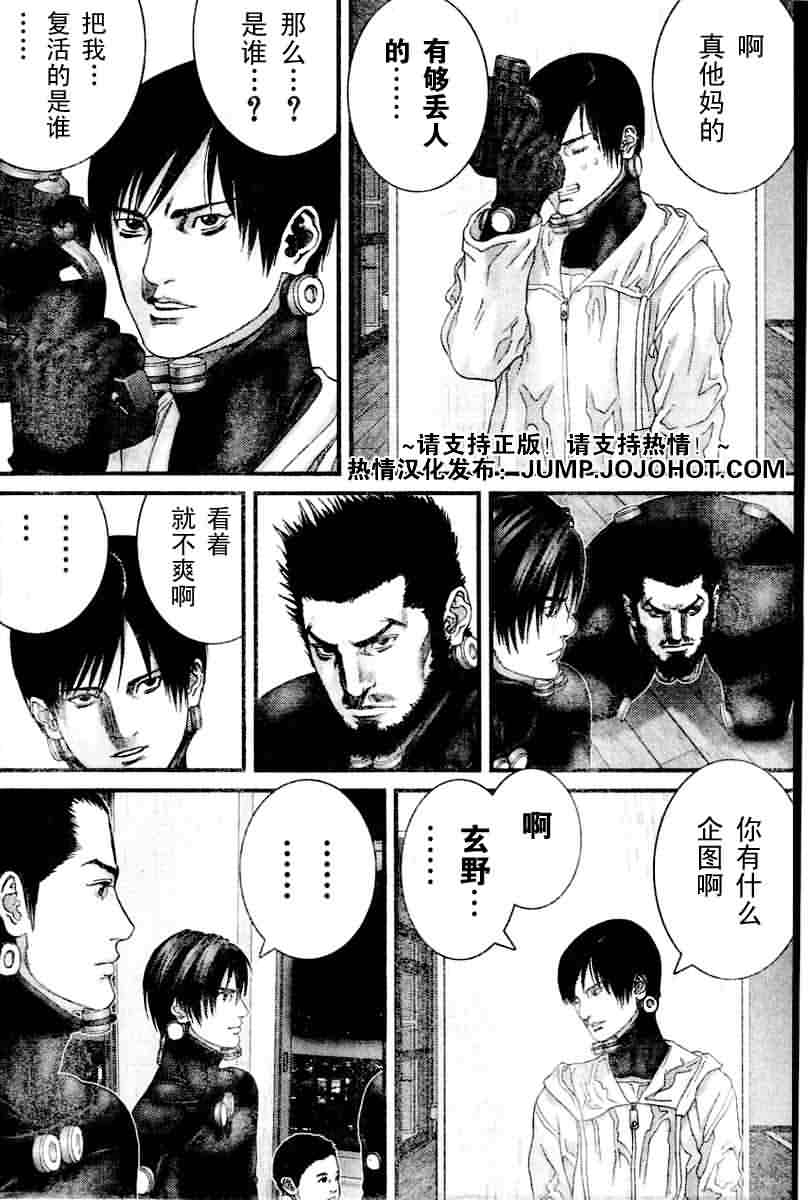 啊
真他妈的
有够丢人
的……
那么…
是谁…?
…?
把我…
复活的是谁
……
~请支持正版! 请支持热情! ~
热情汉化发布: JUMP.JOJOHOT.COM
看着
就不爽啊
……
……
你有什么
企图啊
啊
玄野…
……
……
……